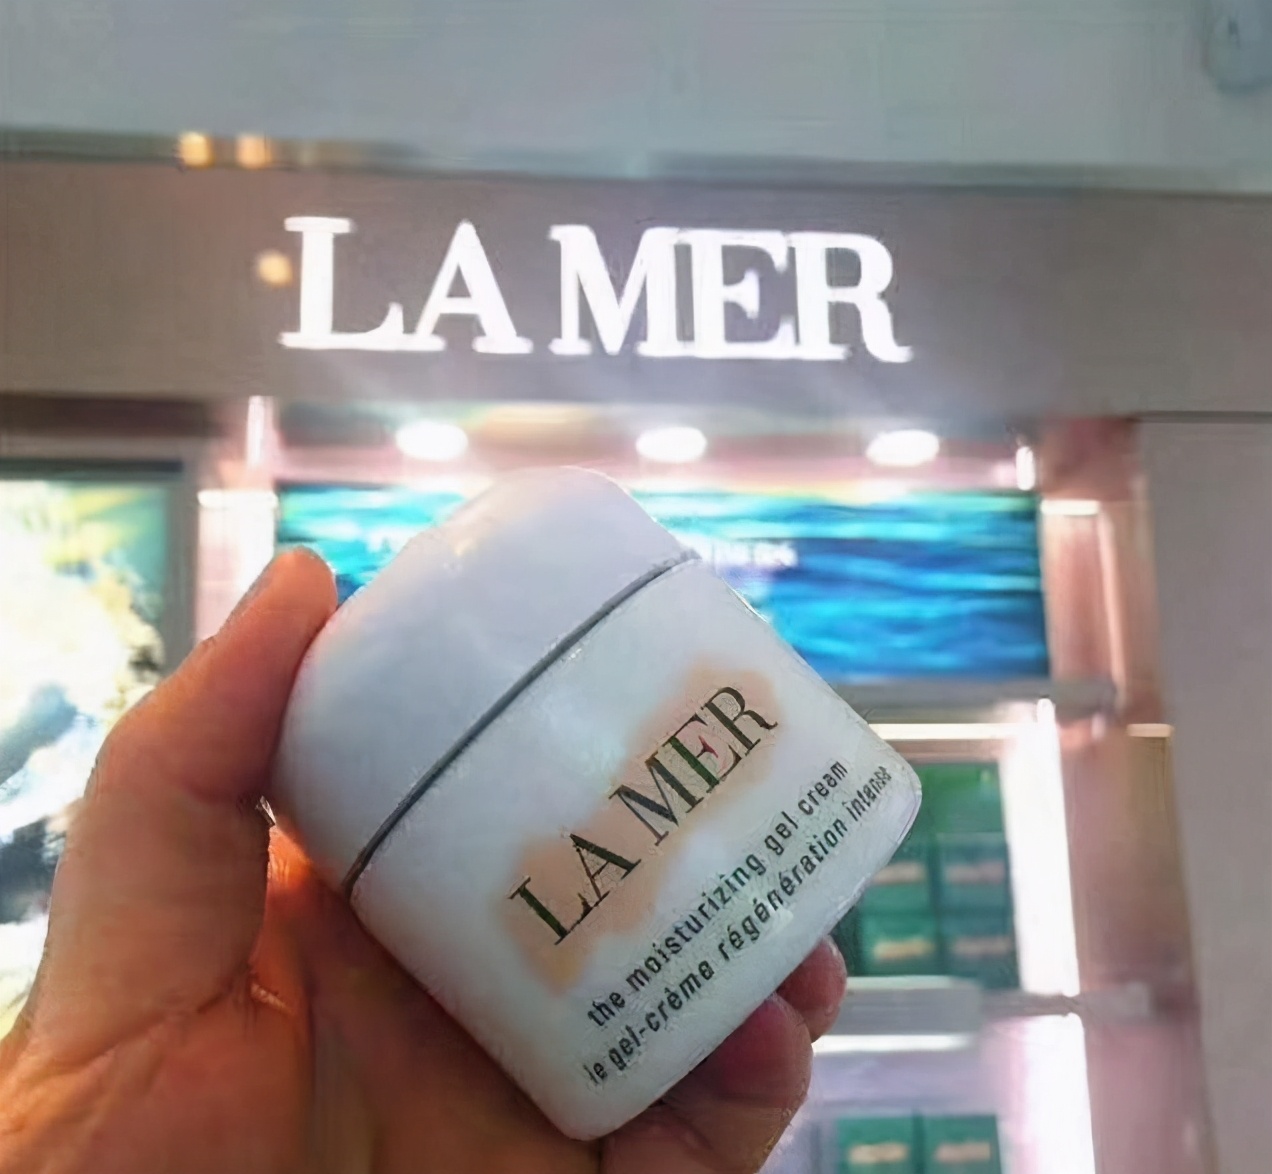 LA MER
LA MER
the moisturizing gel cream
le gel-crème régénération intense